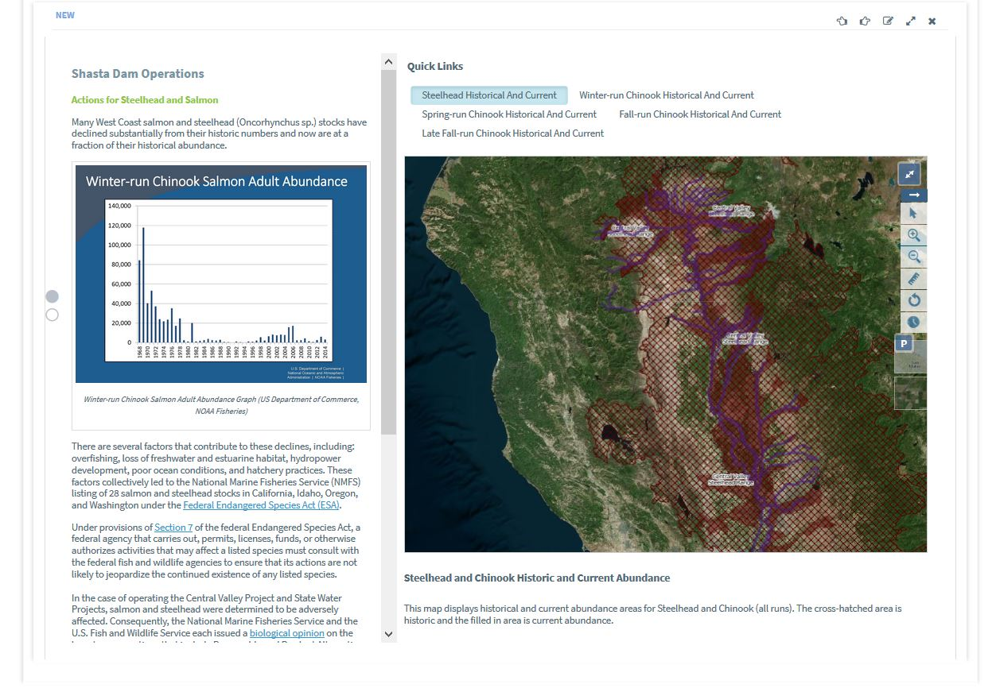 NEW
Shasta Dam Operations
Actions for Steelhead and Salmon
Many West Coast salmon and steelhead (Oncorhynchus sp.) stocks have
declined substantially from their historic numbers and now are at a
fraction of their historical abundance.
Winter-run Chinook Salmon Adult Abundance
140,000
120,000
100,000
80,000
60,000
40,000
20,000
0
1968 1970 1972 1974 1976 1978 1980 1982 1984 1986 1988 1990 1992 1994 1996 1998 2000 2002 2004 2006 2008 2010 2012 2014
U.S. Department of Commerce |
National Oceanic and Atmospheric
Administration | NOAA Fisheries |
Winter-run Chinook Salmon Adult Abundance Graph (US Department of Commerce,
NOAA Fisheries)
There are several factors that contribute to these declines, including:
overfishing, loss of freshwater and estuarine habitat, hydropower
development, poor ocean conditions, and hatchery practices. These
factors collectively led to the National Marine Fisheries Service (NMFS)
listing of 28 salmon and steelhead stocks in California, Idaho, Oregon,
and Washington under the Federal Endangered Species Act (ESA).
Under provisions of Section 7 of the federal Endangered Species Act, a
federal agency that carries out, permits, licenses, funds, or otherwise
authorizes activities that may affect a listed species must consult with
the federal fish and wildlife agencies to ensure that its actions are not
likely to jeopardize the continued existence of any listed species.
In the case of operating the Central Valley Project and State Water
Projects, salmon and steelhead were determined to be adversely
affected. Consequently, the National Marine Fisheries Service and the
U.S. Fish and Wildlife Service each issued a biological opinion on the
Quick Links
Steelhead Historical And Current
Winter-run Chinook Historical And Current
Spring-run Chinook Historical And Current
Fall-run Chinook Historical And Current
Late Fall-run Chinook Historical And Current
Central Valley
Steelhead Range
Central Valley
Steelhead Range
Central Valley
Steelhead Range
Central Valley
Steelhead Range
P
Steelhead and Chinook Historic and Current Abundance
This map displays historical and current abundance areas for Steelhead and Chinook (all runs). The cross-hatched area is
historic and the filled in area is current abundance.